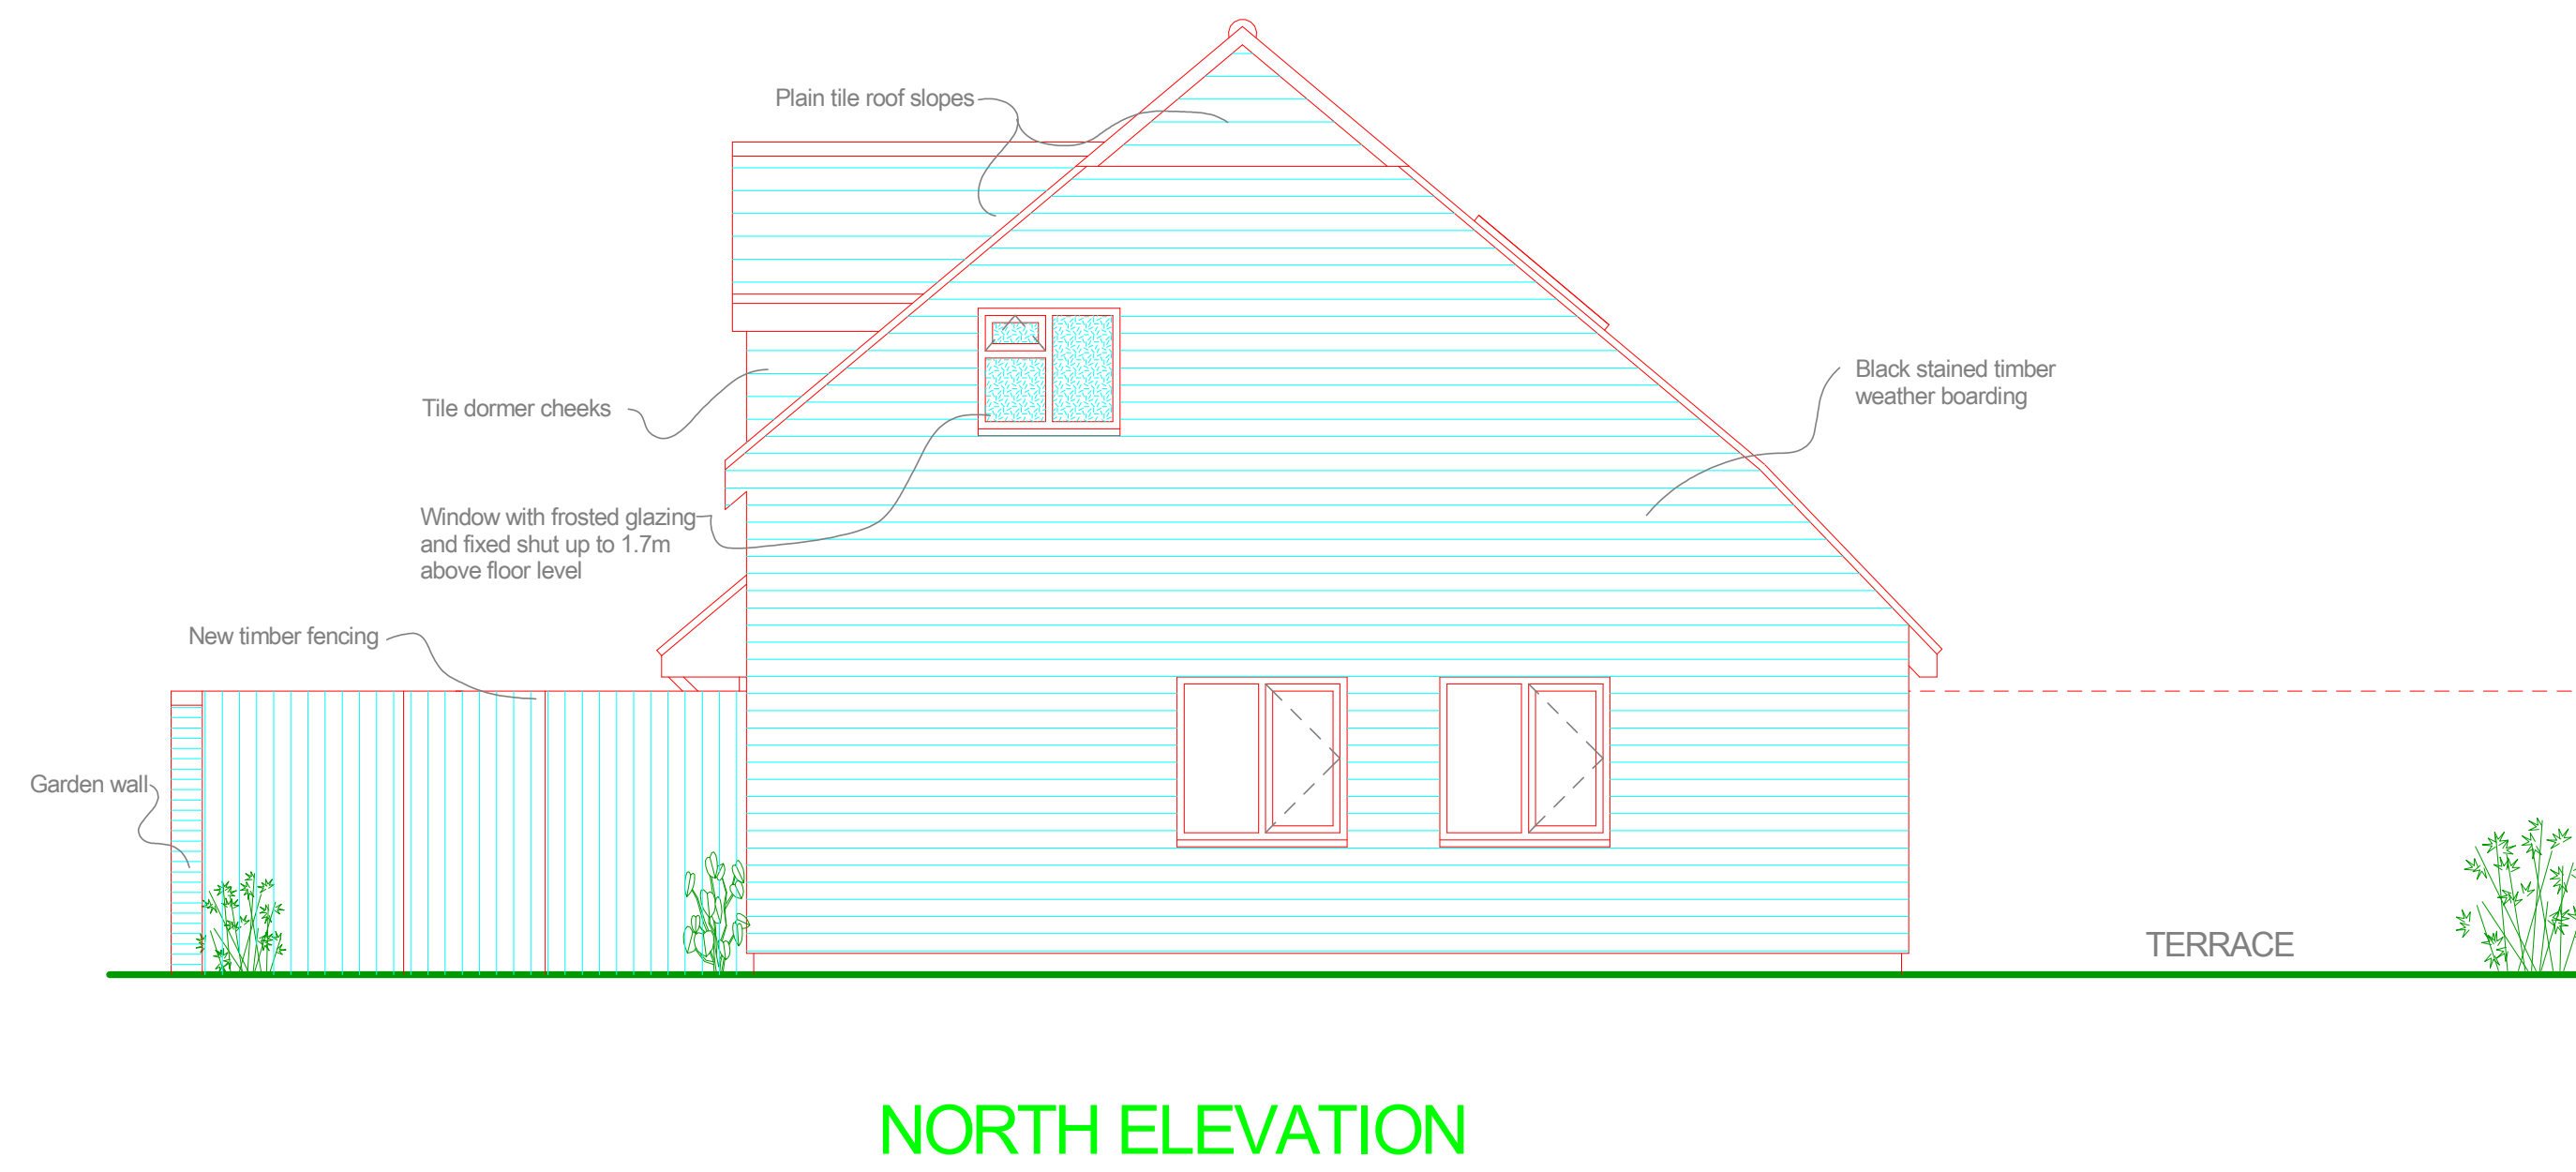 Plain tile roof slopes
Black stained timber
weather boarding
Tile dormer cheeks
Window with frosted glazing
and fixed shut up to 1.7m
above floor level
New timber fencing
Garden wall
TERRACE
NORTH ELEVATION